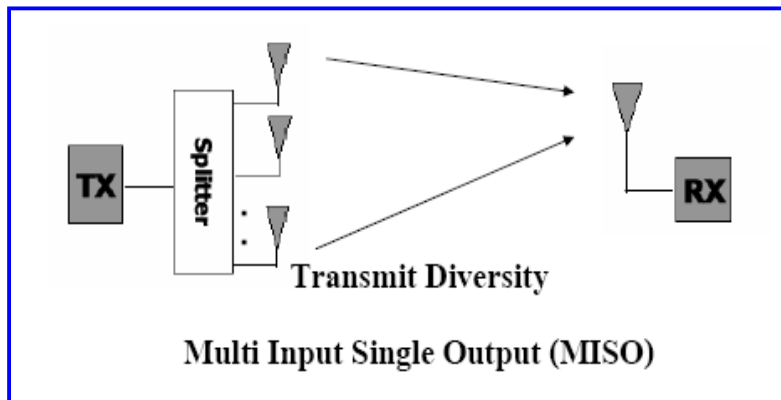 TX
Splitter
RX
Transmit Diversity
Multi Input Single Output (MISO)